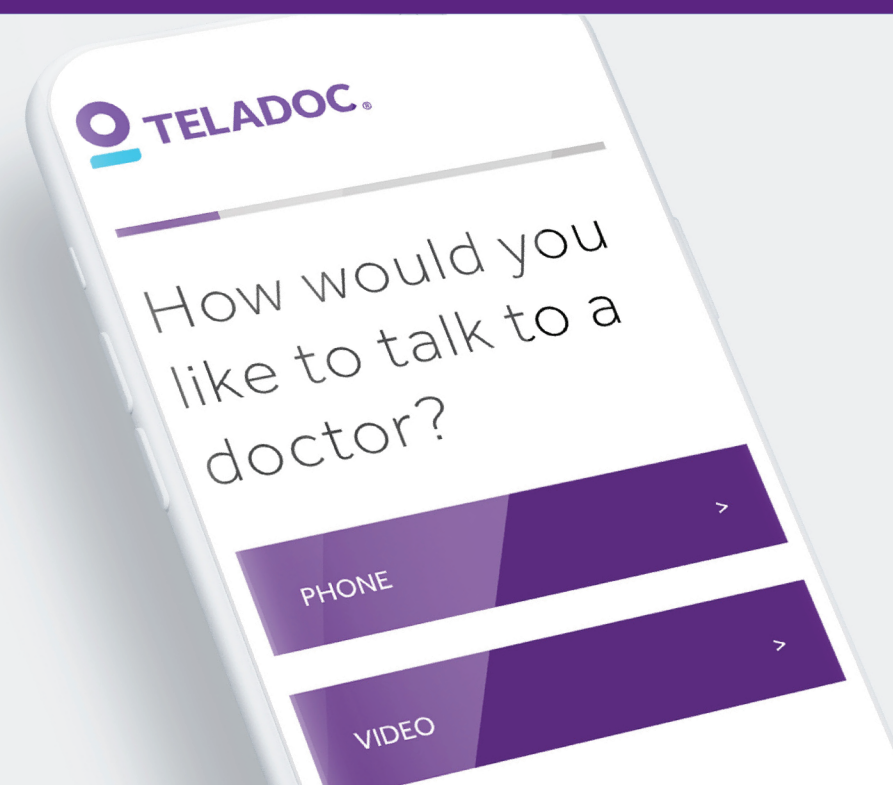 TELADOC®
How would you
like to talk to a
doctor?
PHONE >
VIDEO >